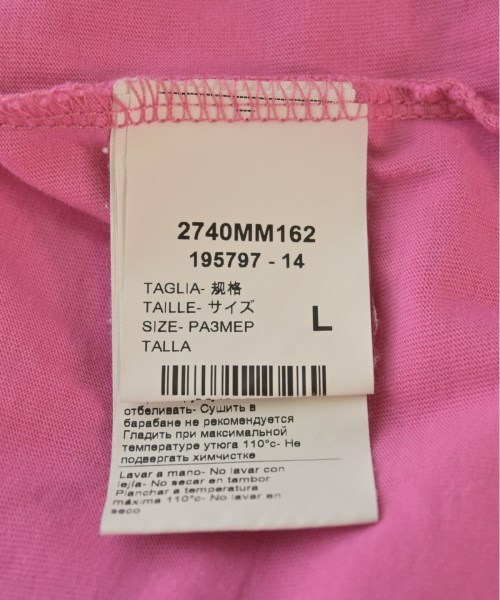 2740MM162
195797 - 14
TAGLIA- 规格
TAILLE- サイズ
SIZE- РАЗМЕР
TALLA
L
отбеливать- Сушить в
барабане не рекомендуется
Гладить при максимальной
температуре утюга 110°c- Не
подвергать химчистке
Lavar a mano- No lavar con
lejía- No secar en tambor
Planchar a temperatura
máxima 110°c- No lavar en
seco